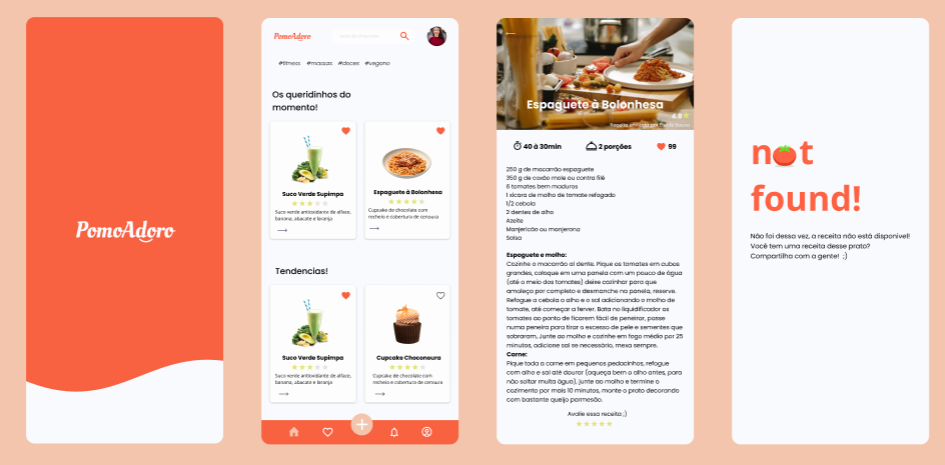 PomoAdoro
PomoAdoro
#fitness #massas #doces #vegano
Os queridinhos do
momento!
Suco Verde Supimpa
Suco verde antioxidante de alface,
banana, abacate e laranja
Espaguete à Bolonhesa
Cupcake de chocolate com
recheio e cobertura de cenoura
Tendencias!
Suco Verde Supimpa
Suco verde antioxidante de alface,
banana, abacate e laranja
Cupcake Choconoura
Cupcake de chocolate com
recheio e cobertura de cenoura
+
←
Espaguete à Bolonhesa
4.8
40 à 30min
2 porções
99
250 g de macarrão espaguete
350 g de coxão mole ou contra filé
6 tomates bem maduros
1 xícara de molho de tomate refogado
1/2 cebola
2 dentes de alho
Azeite
Manjericão ou manjerona
Salsa
Espaguete e molho:
Cozinhe o macarrão al dente. Pique os tomates em cubos
grandes, coloque em uma panela com um pouco de água
(até o meio dos tomates) deixe cozinhar para que
amoleça por completo e desmanche na panela, reserve.
Refogue a cebola o alho e o sal adicionando o molho de
tomate, até começar a ferver. Bata no liquidificador os
tomates ao ponto de ficarem fácil de peneirar, passe
numa peneira para tirar o excesso de pele e sementes que
sobraram. Junte ao molho e cozinhe em fogo médio por 25
minutos, adicione sal se necessário, mexa sempre.
Carne:
Pique toda a carne em pequenos pedacinhos, refogue
com alho e sal até dourar (aqueça bem o alho antes, para
não soltar muita água), junte ao molho e termine o
cozimento por mais 10 minutos, monte o prato decorando
com bastante queijo parmesão.
Avalie essa receita ;)
not
found!
Não foi dessa vez, a receita não está disponível!
Você tem uma receita desse prato?
Compartilha com a gente! :)